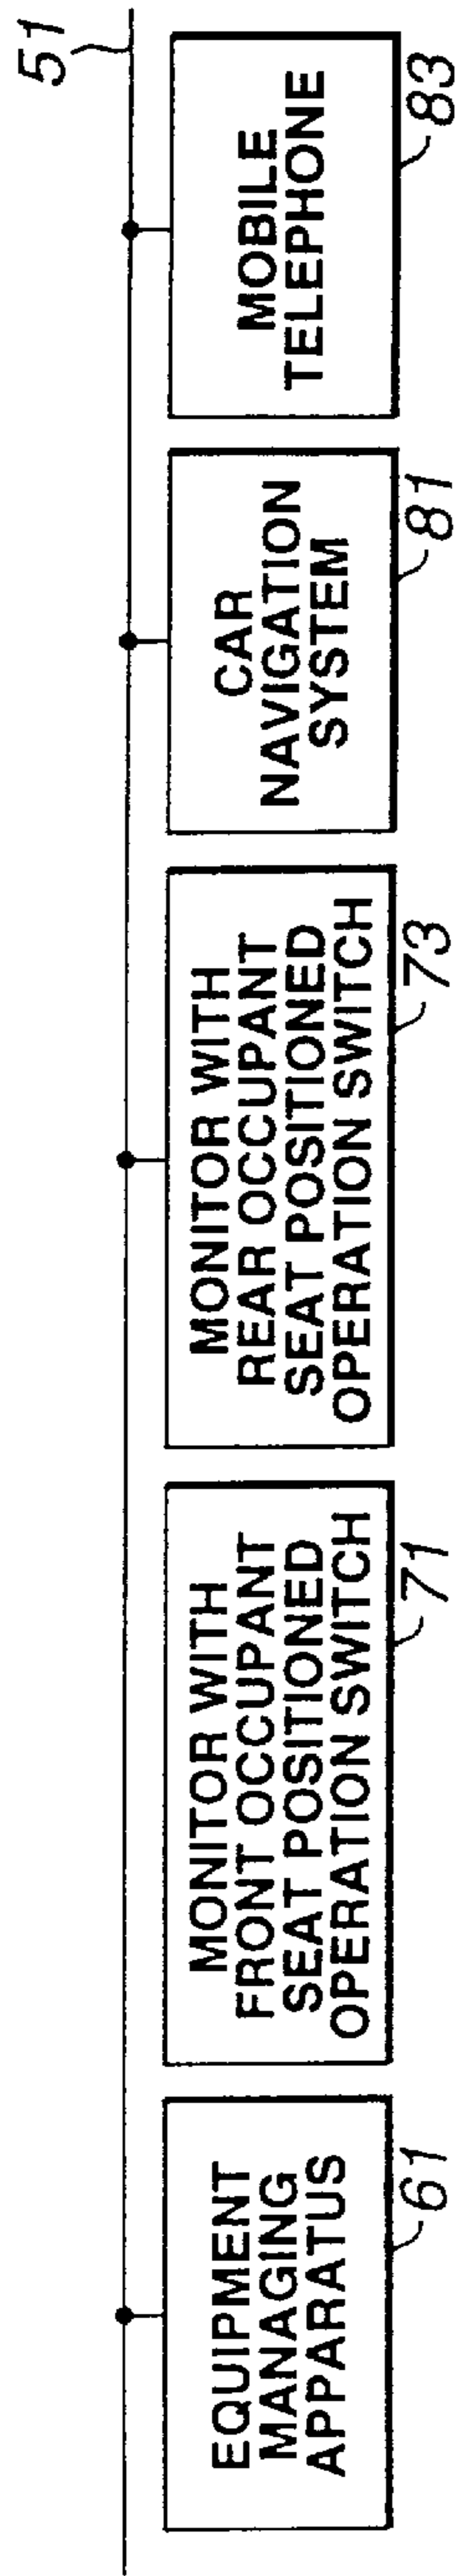 51
EQUIPMENT
MANAGING
APPARATUS
61
MONITOR WITH
FRONT OCCUPANT
SEAT POSITIONED
OPERATION SWITCH
71
MONITOR WITH
REAR OCCUPANT
SEAT POSITIONED
OPERATION SWITCH
73
CAR
NAVIGATION
SYSTEM
81
MOBILE
TELEPHONE
83